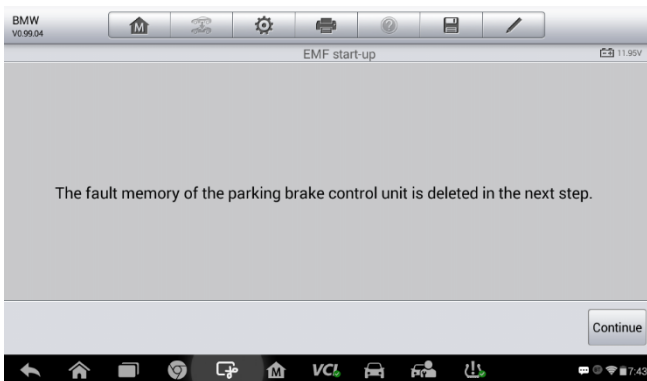 BMW
V0.99.04
M
EMF start-up
11.95V
The fault memory of the parking brake control unit is deleted in the next step.
Continue
M
VCI
7:43